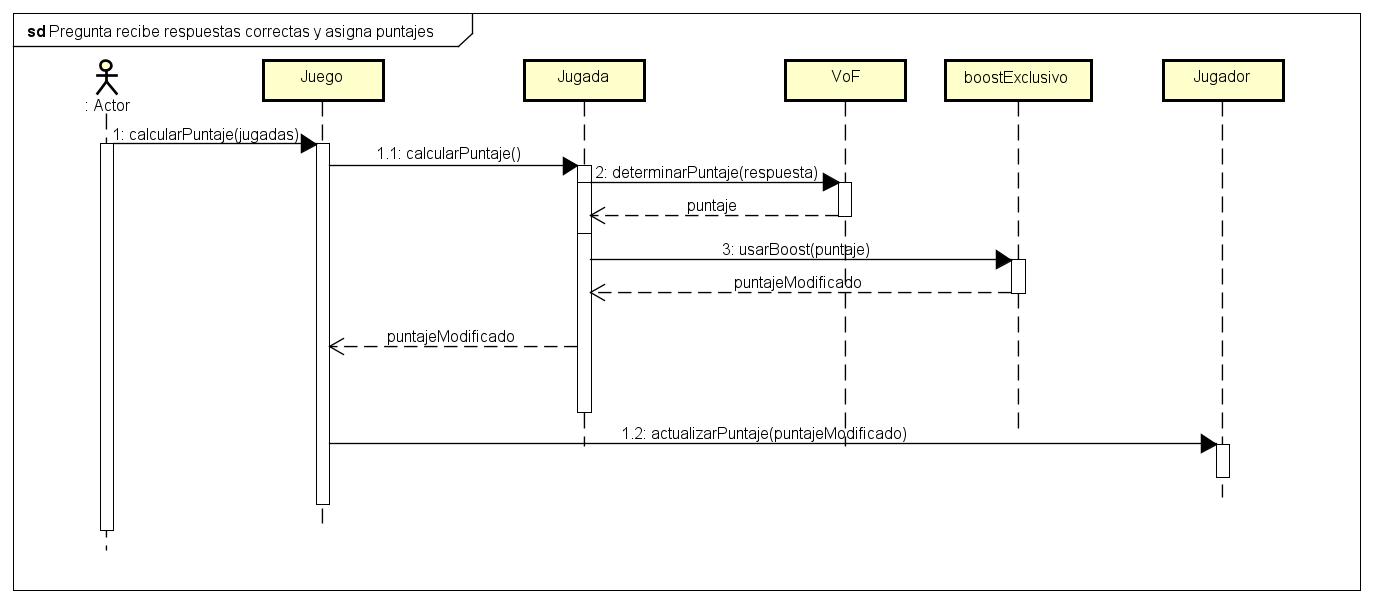 sd Pregunta recibe respuestas correctas y asigna puntajes
Juego
Jugada
VoF
boostExclusivo
Jugador
: Actor
1: calcularPuntaje(jugadas)
1.1: calcularPuntaje()
2: determinarPuntaje(respuesta)
puntaje
3: usarBoost(puntaje)
puntajeModificado
puntajeModificado
1.2: actualizarPuntaje(puntajeModificado)